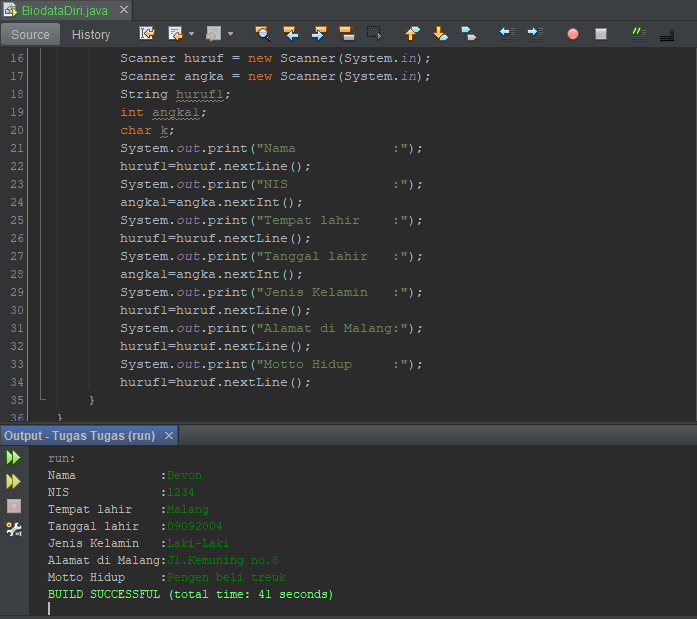 BiodataDiri.java
Source History
16 Scanner huruf = new Scanner(System.in);
17 Scanner angka = new Scanner(System.in);
18 String huruf1;
19 int angka1;
20 char k;
21 System.out.print("Nama            :");
22 huruf1=huruf.nextLine();
23 System.out.print("NIS             :");
24 angka1=angka.nextInt();
25 System.out.print("Tempat lahir    :");
26 huruf1=huruf.nextLine();
27 System.out.print("Tanggal lahir   :");
28 angka1=angka.nextInt();
29 System.out.print("Jenis Kelamin   :");
30 huruf1=huruf.nextLine();
31 System.out.print("Alamat di Malang:");
32 huruf1=huruf.nextLine();
33 System.out.print("Motto Hidup     :");
34 huruf1=huruf.nextLine();
35 }
36 }
Output - Tugas Tugas (run)
run:
Nama            :Devon
NIS             :1234
Tempat lahir    :Malang
Tanggal lahir   :09092004
Jenis Kelamin   :Laki-Laki
Alamat di Malang:Jl.Kemuning no.8
Motto Hidup     :Pengen beli treuk
BUILD SUCCESSFUL (total time: 41 seconds)